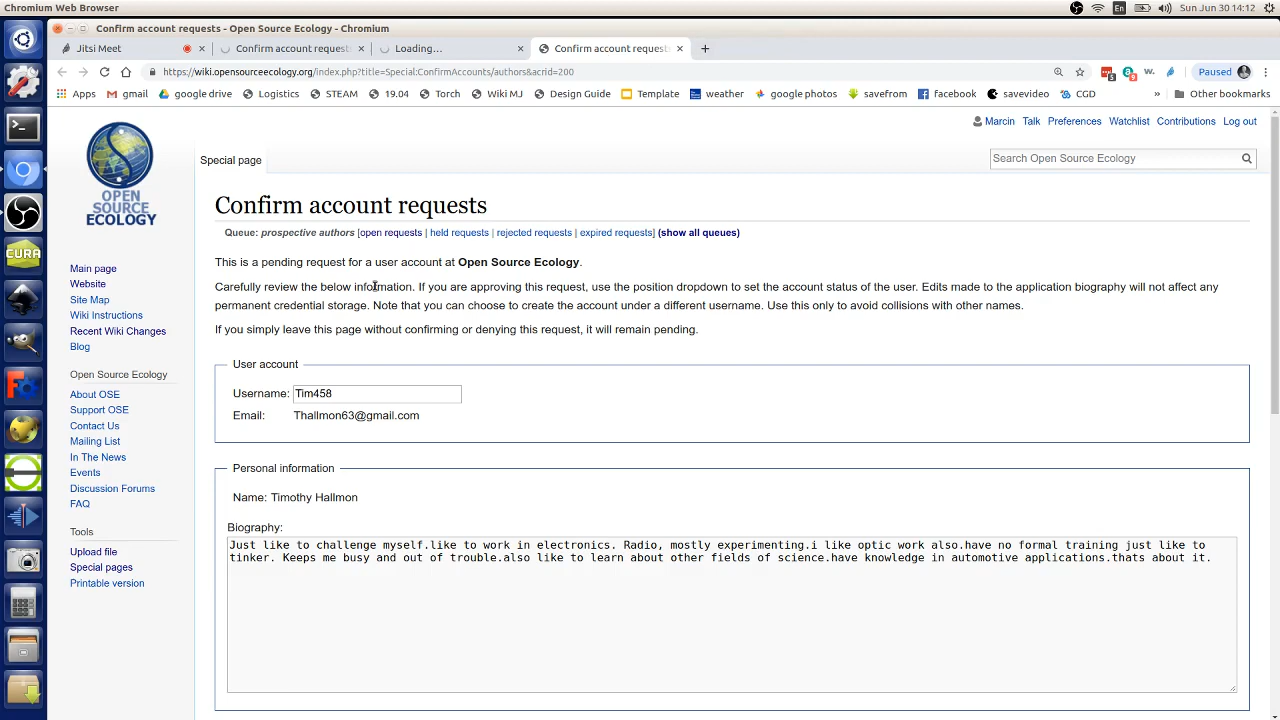 Chromium Web Browser
En
Sun Jun 30 14:12
Confirm account requests - Open Source Ecology - Chromium
Jitsi Meet
Confirm account requests
Loading...
Confirm account requests
https://wiki.opensourceecology.org/index.php?title=Special:ConfirmAccounts/authors&acrid=200
Paused
Apps
gmail
google drive
Logistics
STEAM
19.04
Torch
Wiki MJ
Design Guide
Template
weather
google photos
savefrom
facebook
savevideo
CGD
»
Other bookmarks
Marcin
Talk
Preferences
Watchlist
Contributions
Log out
Special page
Search Open Source Ecology
OPEN
SOURCE
ECOLOGY
Main page
Website
Site Map
Wiki Instructions
Recent Wiki Changes
Blog
Open Source Ecology
About OSE
Support OSE
Contact Us
Mailing List
In The News
Events
Discussion Forums
FAQ
Tools
Upload file
Special pages
Printable version
Confirm account requests
Queue: prospective authors [open requests | held requests | rejected requests | expired requests] (show all queues)
This is a pending request for a user account at Open Source Ecology.
Carefully review the below information. If you are approving this request, use the position dropdown to set the account status of the user. Edits made to the application biography will not affect any
permanent credential storage. Note that you can choose to create the account under a different username. Use this only to avoid collisions with other names.
If you simply leave this page without confirming or denying this request, it will remain pending.
User account
Username: Tim458
Email: Thallmon63@gmail.com
Personal information
Name: Timothy Hallmon
Biography:
Just like to challenge myself.like to work in electronics. Radio, mostly experimenting.i like optic work also.have no formal training just like to
tinker. Keeps me busy and out of trouble.also like to learn about other fields of science.have knowledge in automotive applications.thats about it.
CURA